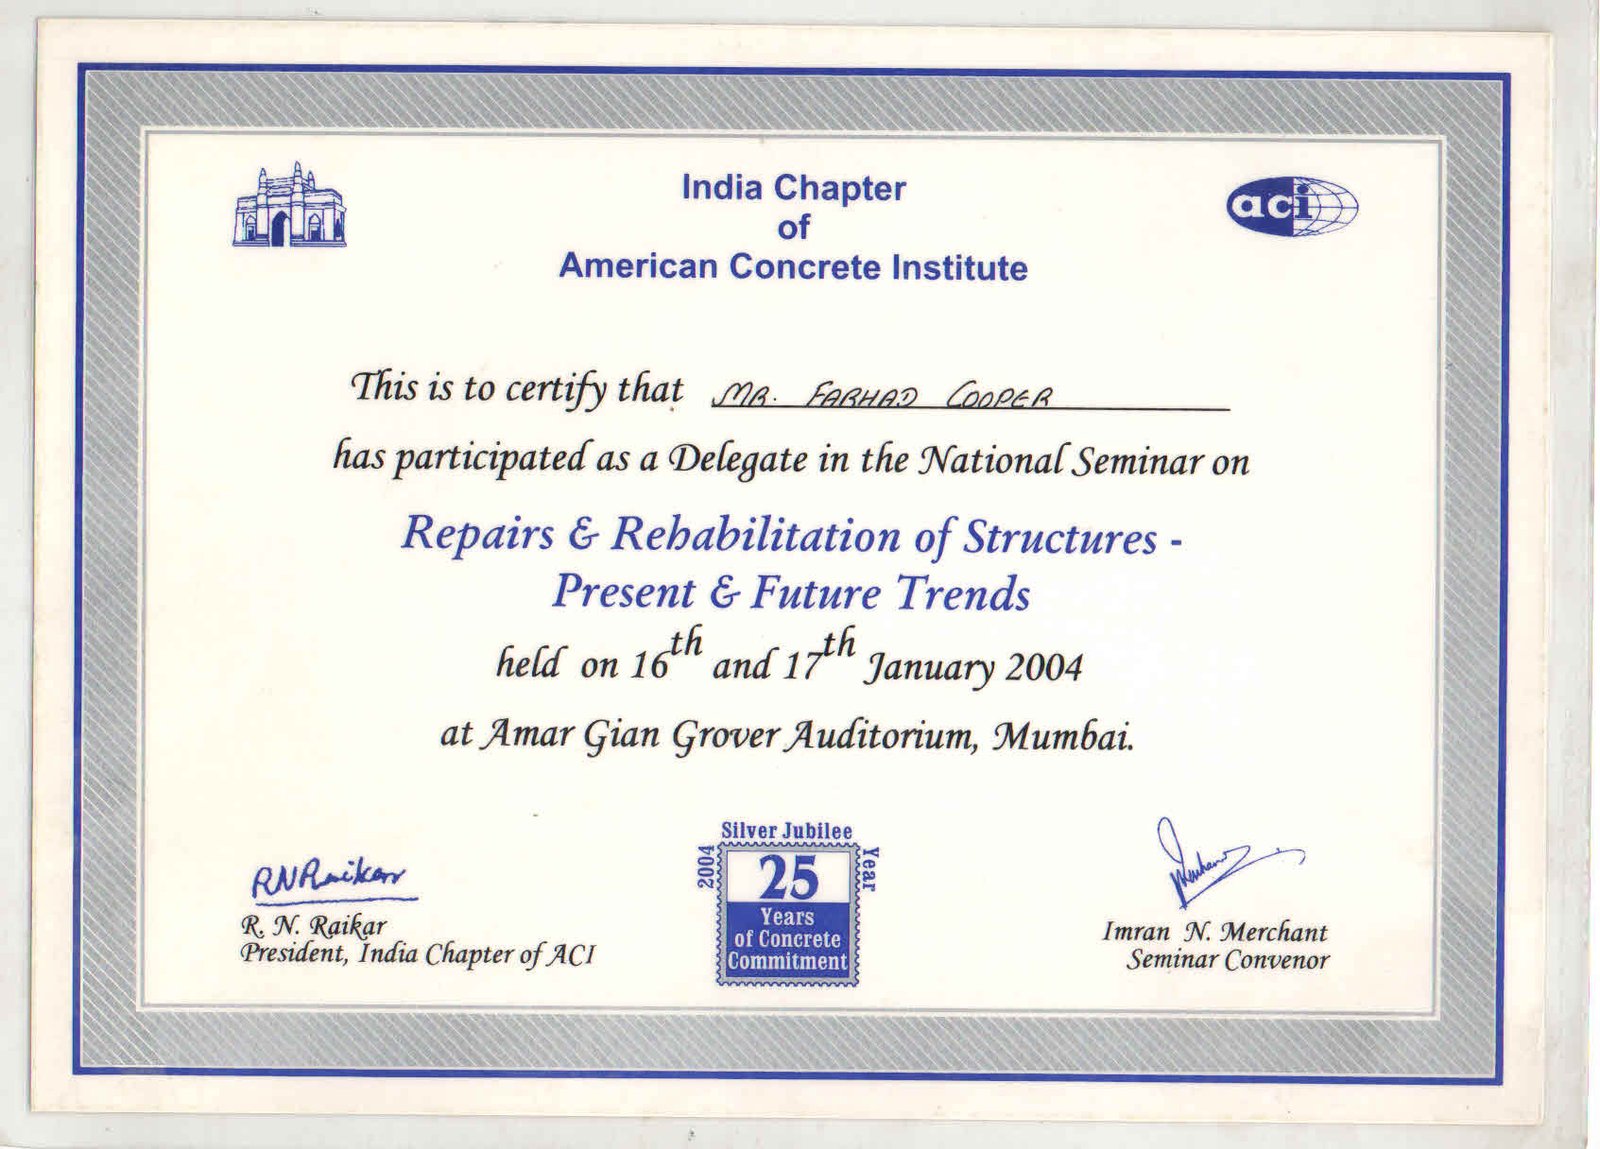 India Chapter
of
American Concrete Institute
aci
This is to certify that MR. FARHAD COOPER
has participated as a Delegate in the National Seminar on
Repairs & Rehabilitation of Structures -
Present & Future Trends
held on 16th and 17th January 2004
at Amar Gian Grover Auditorium, Mumbai.
RNRaikar
R. N. Raikar
President, India Chapter of ACI
Silver Jubilee
2004
Year
25
Years
of Concrete
Commitment
Imran N. Merchant
Seminar Convenor